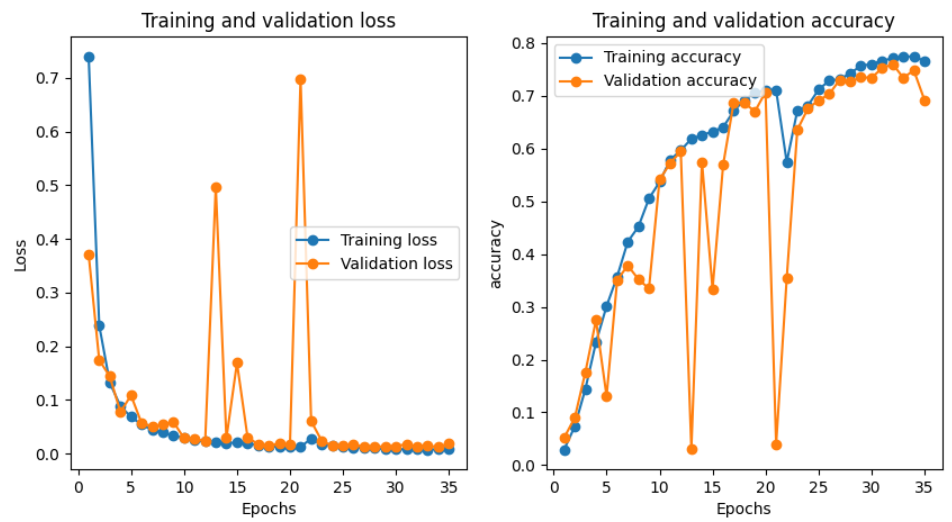 Training and validation loss
0.7
0.6
0.5
0.4
0.3
0.2
0.1
0.0
Loss
Training loss
Validation loss
0 5 10 15 20 25 30 35
Epochs
Training and validation accuracy
0.8
0.7
0.6
0.5
0.4
0.3
0.2
0.1
0.0
accuracy
Training accuracy
Validation accuracy
0 5 10 15 20 25 30 35
Epochs